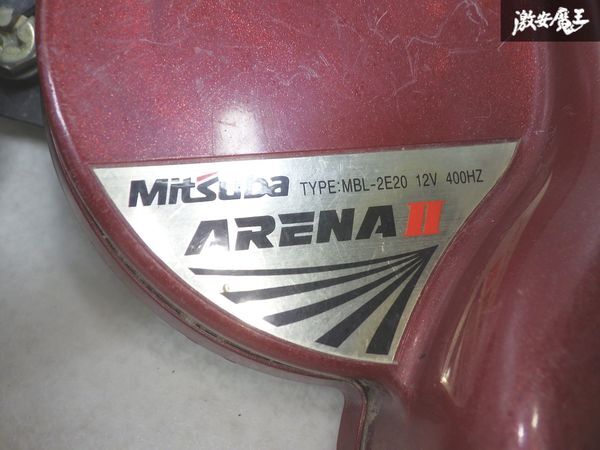 激安魔王
Mitsuba TYPE:MBL-2E20 12V 400HZ
ARENA II